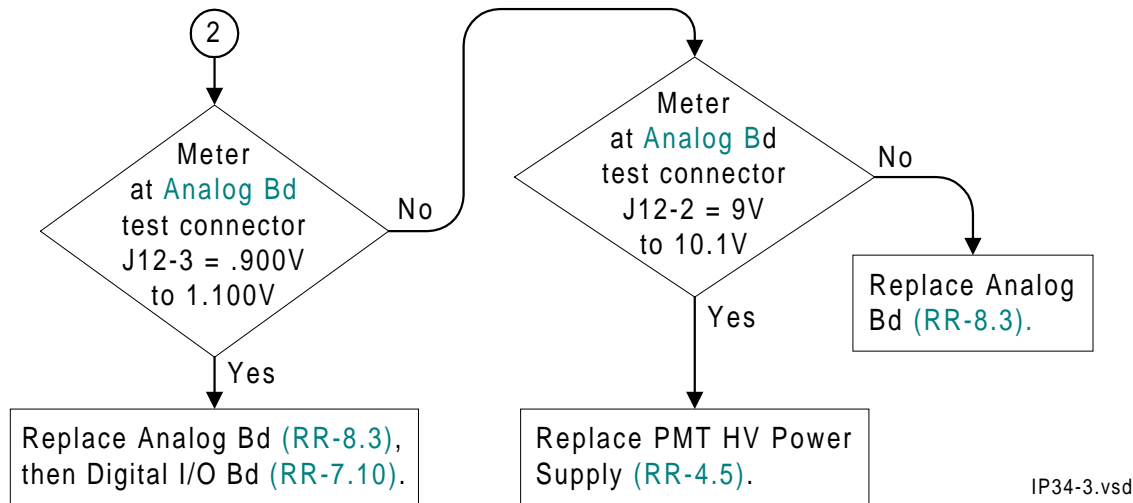 2
Meter
at Analog Bd
test connector
J12-3 = .900V
to 1.100V
No
Yes
Replace Analog Bd (RR-8.3),
then Digital I/O Bd (RR-7.10).
Meter
at Analog Bd
test connector
J12-2 = 9V
to 10.1V
No
Yes
Replace Analog
Bd (RR-8.3).
Replace PMT HV Power
Supply (RR-4.5).
IP34-3.vsd